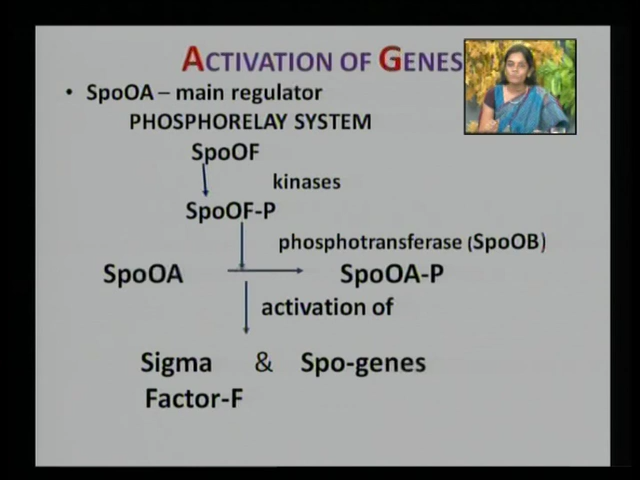 ACTIVATION OF GENES
• SpoOA – main regulator
PHOSPHORELAY SYSTEM
SpoOF
kinases
SpoOF-P
phosphotransferase (SpoOB)
SpoOA SpoOA-P
activation of
Sigma & Spo-genes
Factor-F